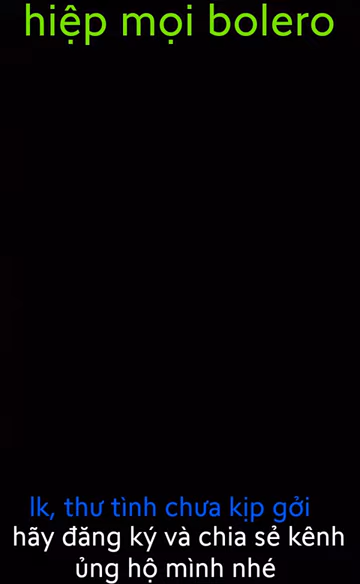 hiệp mọi bolero
lk, thư tình chưa kịp gởi
hãy đăng ký và chia sẻ kênh
ủng hộ mình nhé